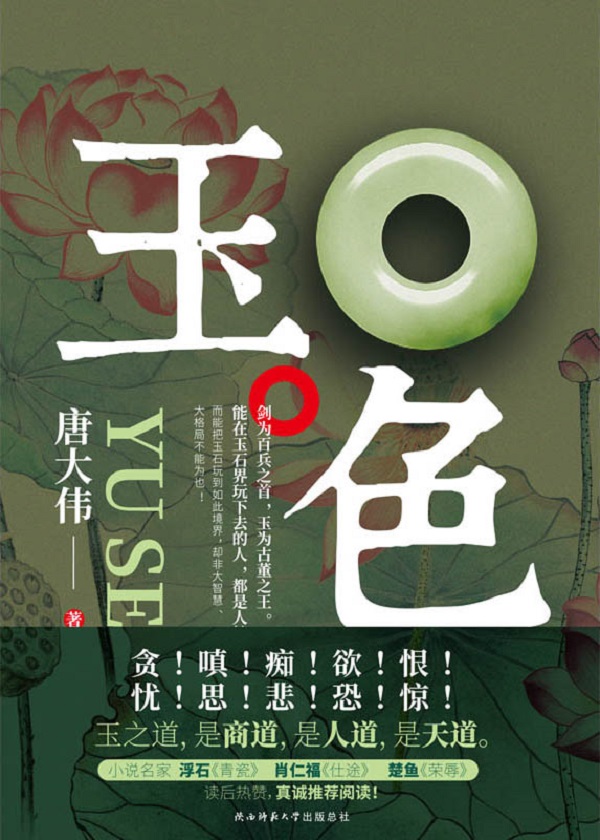 玉色
YU SE
唐大伟
著
剑为百兵之首，玉为古董之王。
能在玉石界玩下去的人，都是人
而能把玉石玩到如此境界，却非大智慧、
大格局不能为也！
贪！嗔！痴！欲！恨！
忧！思！悲！恐！惊！
玉之道，是商道，是人道，是天道。
小说名家 浮石《青瓷》 肖仁福《仕途》 楚鱼《荣辱》
读后热赞，真诚推荐阅读！
陕西师范大学出版总社